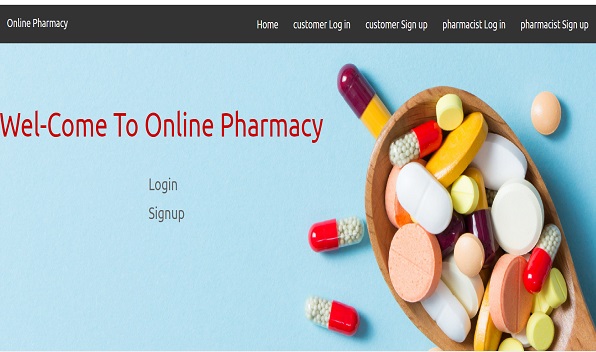 Online Pharmacy
Home customer Log in customer Sign up pharmacist Log in pharmacist Sign up
Wel-Come To Online Pharmacy
Login
Signup